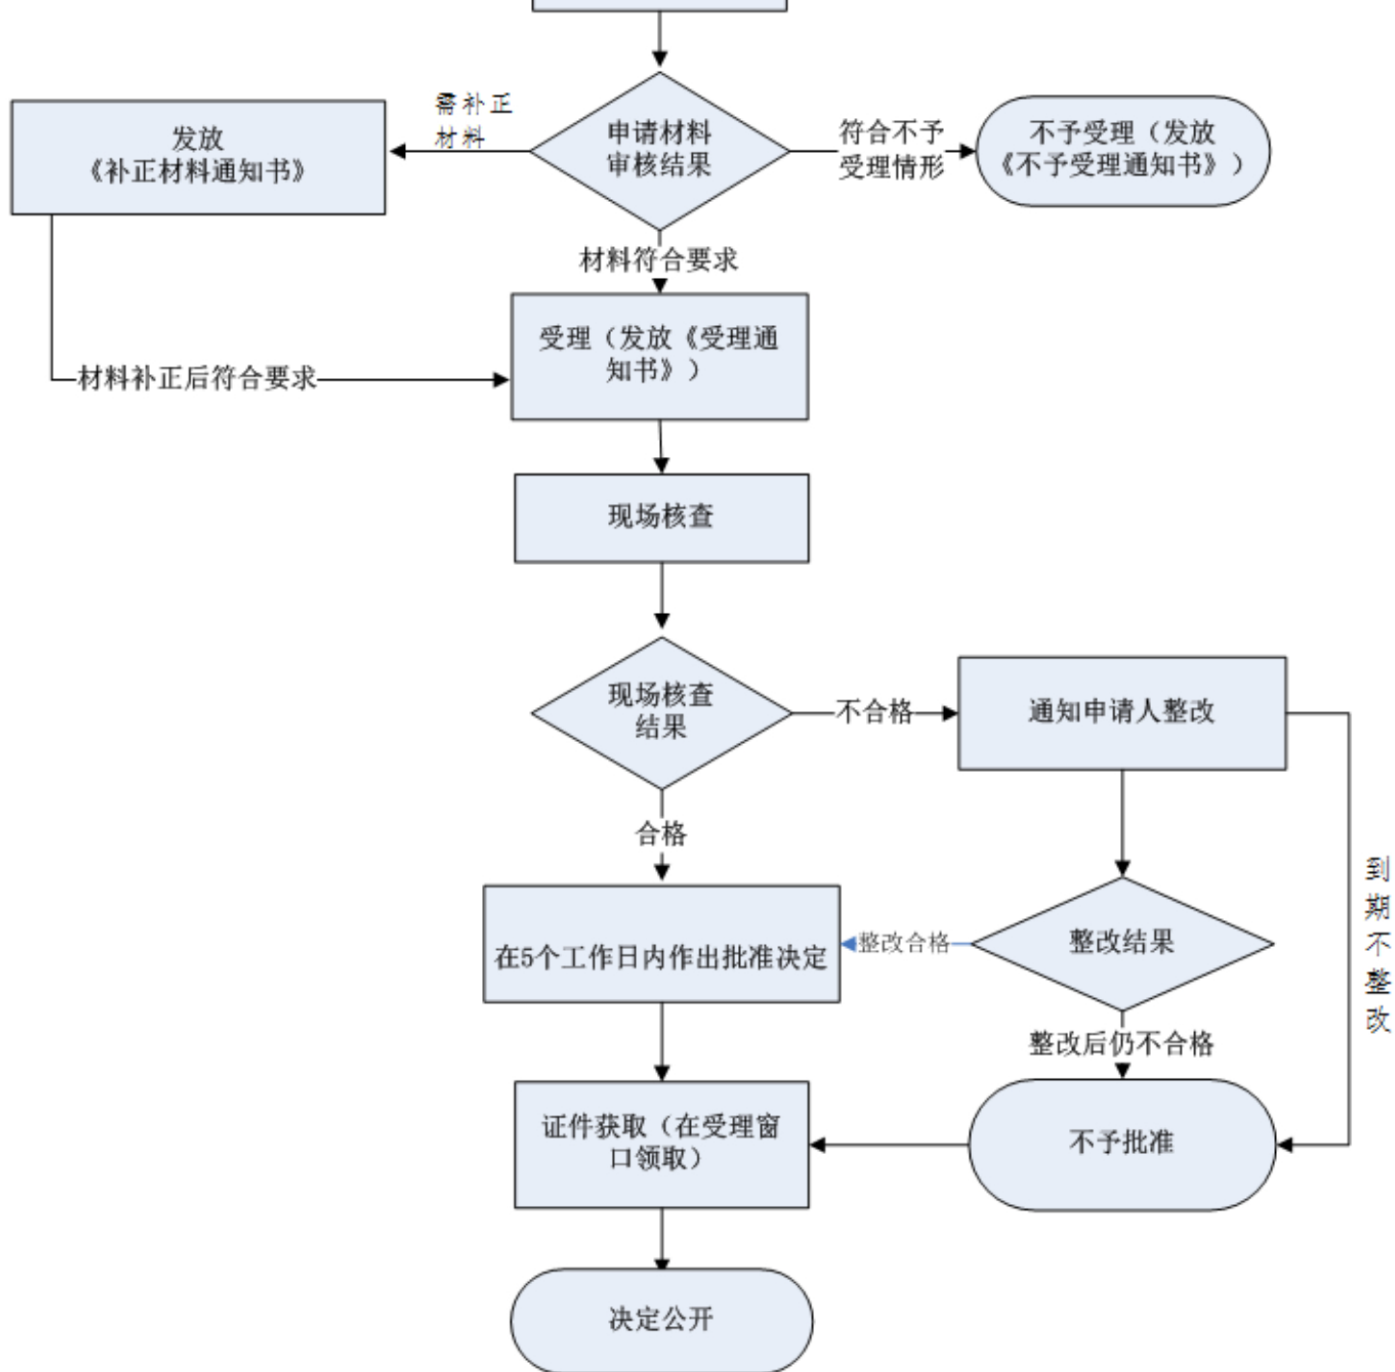 需补正
材料
发放
《补正材料通知书》
申请材料
审核结果
符合不予
受理情形
不予受理（发放
《不予受理通知书》）
材料符合要求
受理（发放《受理通
知书》）
材料补正后符合要求
现场核查
现场核查
结果
不合格
通知申请人整改
合格
到
期
不
整
改
在5个工作日内作出批准决定
整改合格
整改结果
整改后仍不合格
证件获取（在受理窗
口领取）
不予批准
决定公开